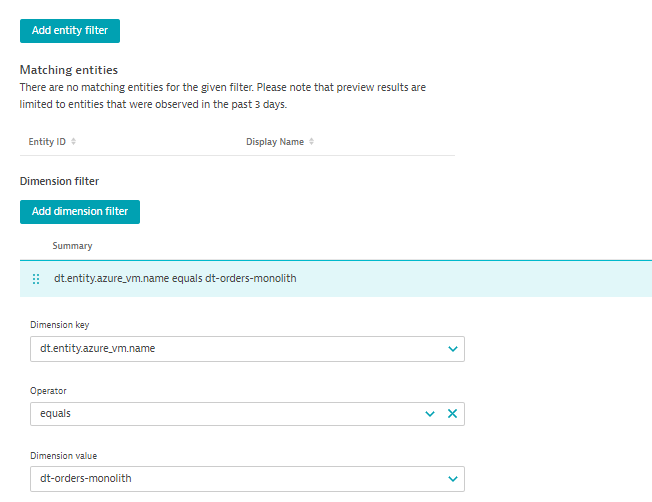 Add entity filter
Matching entities
There are no matching entities for the given filter. Please note that preview results are
limited to entities that were observed in the past 3 days.
Entity ID Display Name
Dimension filter
Add dimension filter
Summary
dt.entity.azure_vm.name equals dt-orders-monolith
Dimension key
dt.entity.azure_vm.name
Operator
equals
Dimension value
dt-orders-monolith